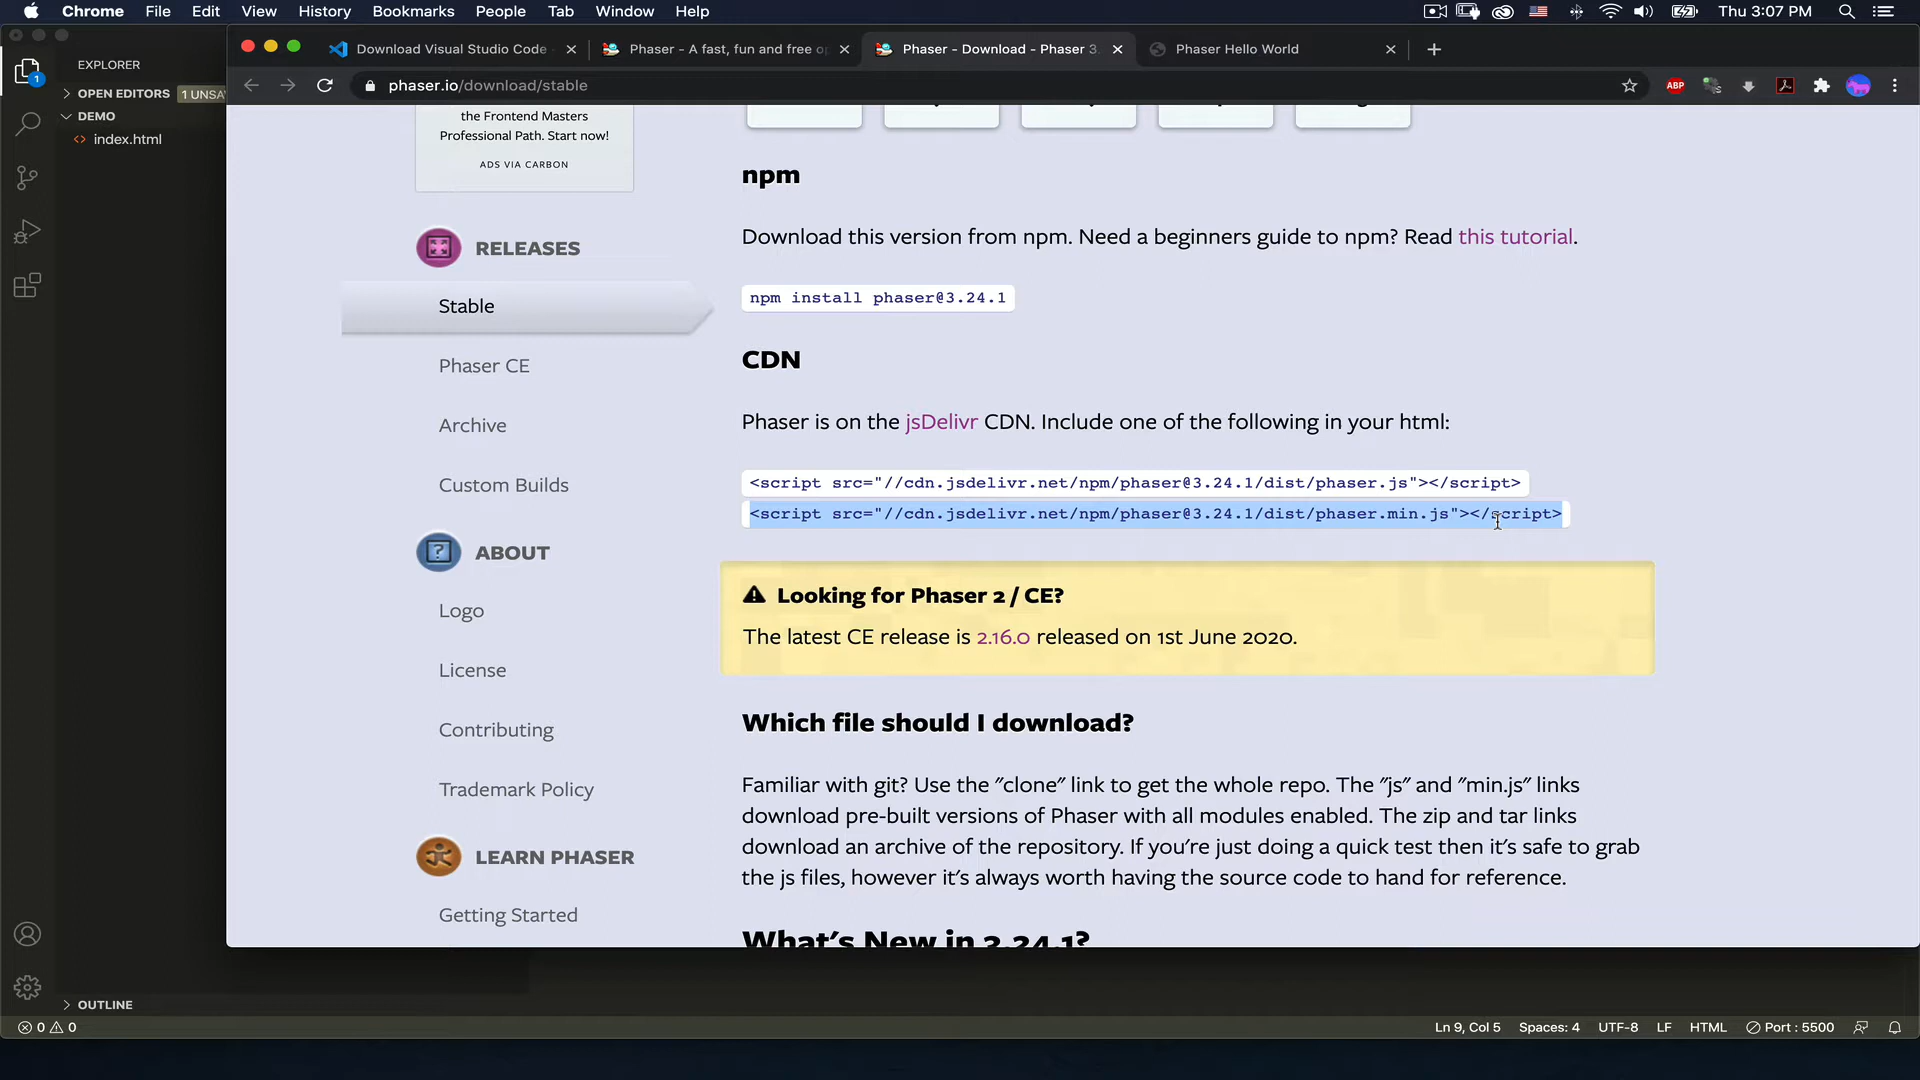 Chrome File Edit View History Bookmarks People Tab Window Help
Thu 3:07 PM
EXPLORER
OPEN EDITORS 1 UNSA
DEMO
<> index.html
OUTLINE
1
Download Visual Studio Code
Phaser - A fast, fun and free op
Phaser - Download - Phaser 3.
Phaser Hello World
phaser.io/download/stable
ABP
the Frontend Masters
Professional Path. Start now!
ADS VIA CARBON
RELEASES
Stable
Phaser CE
Archive
Custom Builds
ABOUT
Logo
License
Contributing
Trademark Policy
LEARN PHASER
Getting Started
npm
Download this version from npm. Need a beginners guide to npm? Read this tutorial.
npm install phaser@3.24.1
CDN
Phaser is on the jsDelivr CDN. Include one of the following in your html:
<script src="//cdn.jsdelivr.net/npm/phaser@3.24.1/dist/phaser.js"></script>
<script src="//cdn.jsdelivr.net/npm/phaser@3.24.1/dist/phaser.min.js"></script>
Looking for Phaser 2 / CE?
The latest CE release is 2.16.0 released on 1st June 2020.
Which file should I download?
Familiar with git? Use the "clone" link to get the whole repo. The "js" and "min.js" links
download pre-built versions of Phaser with all modules enabled. The zip and tar links
download an archive of the repository. If you're just doing a quick test then it's safe to grab
the js files, however it's always worth having the source code to hand for reference.
What's New in 3.24.1?
0 0
Ln 9, Col 5 Spaces: 4 UTF-8 LF HTML Port : 5500